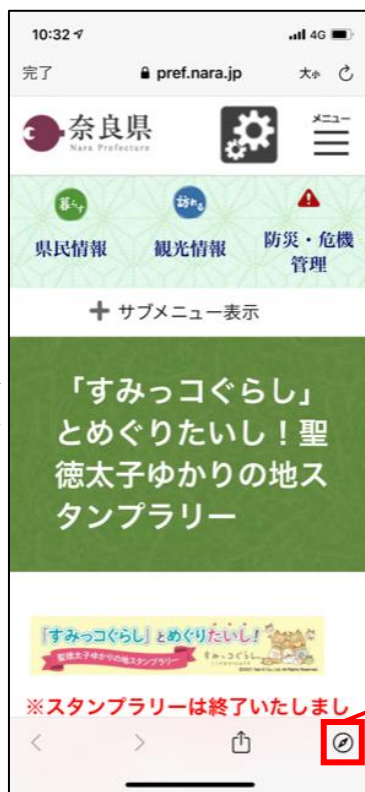 10:32
4G
完了
pref.nara.jp
大小
奈良県
Nara Prefecture
メニュー
暮らす
訪れる
県民情報
観光情報
防災・危機
管理
サブメニュー表示
「すみっコぐらし」
とめぐりたいし！聖
徳太子ゆかりの地ス
タンプラリー
「すみっコぐらし」とめぐりたいし！
聖徳太子ゆかりの地スタンプラリー
すみっコぐらし
※スタンプラリーは終了いたしまし